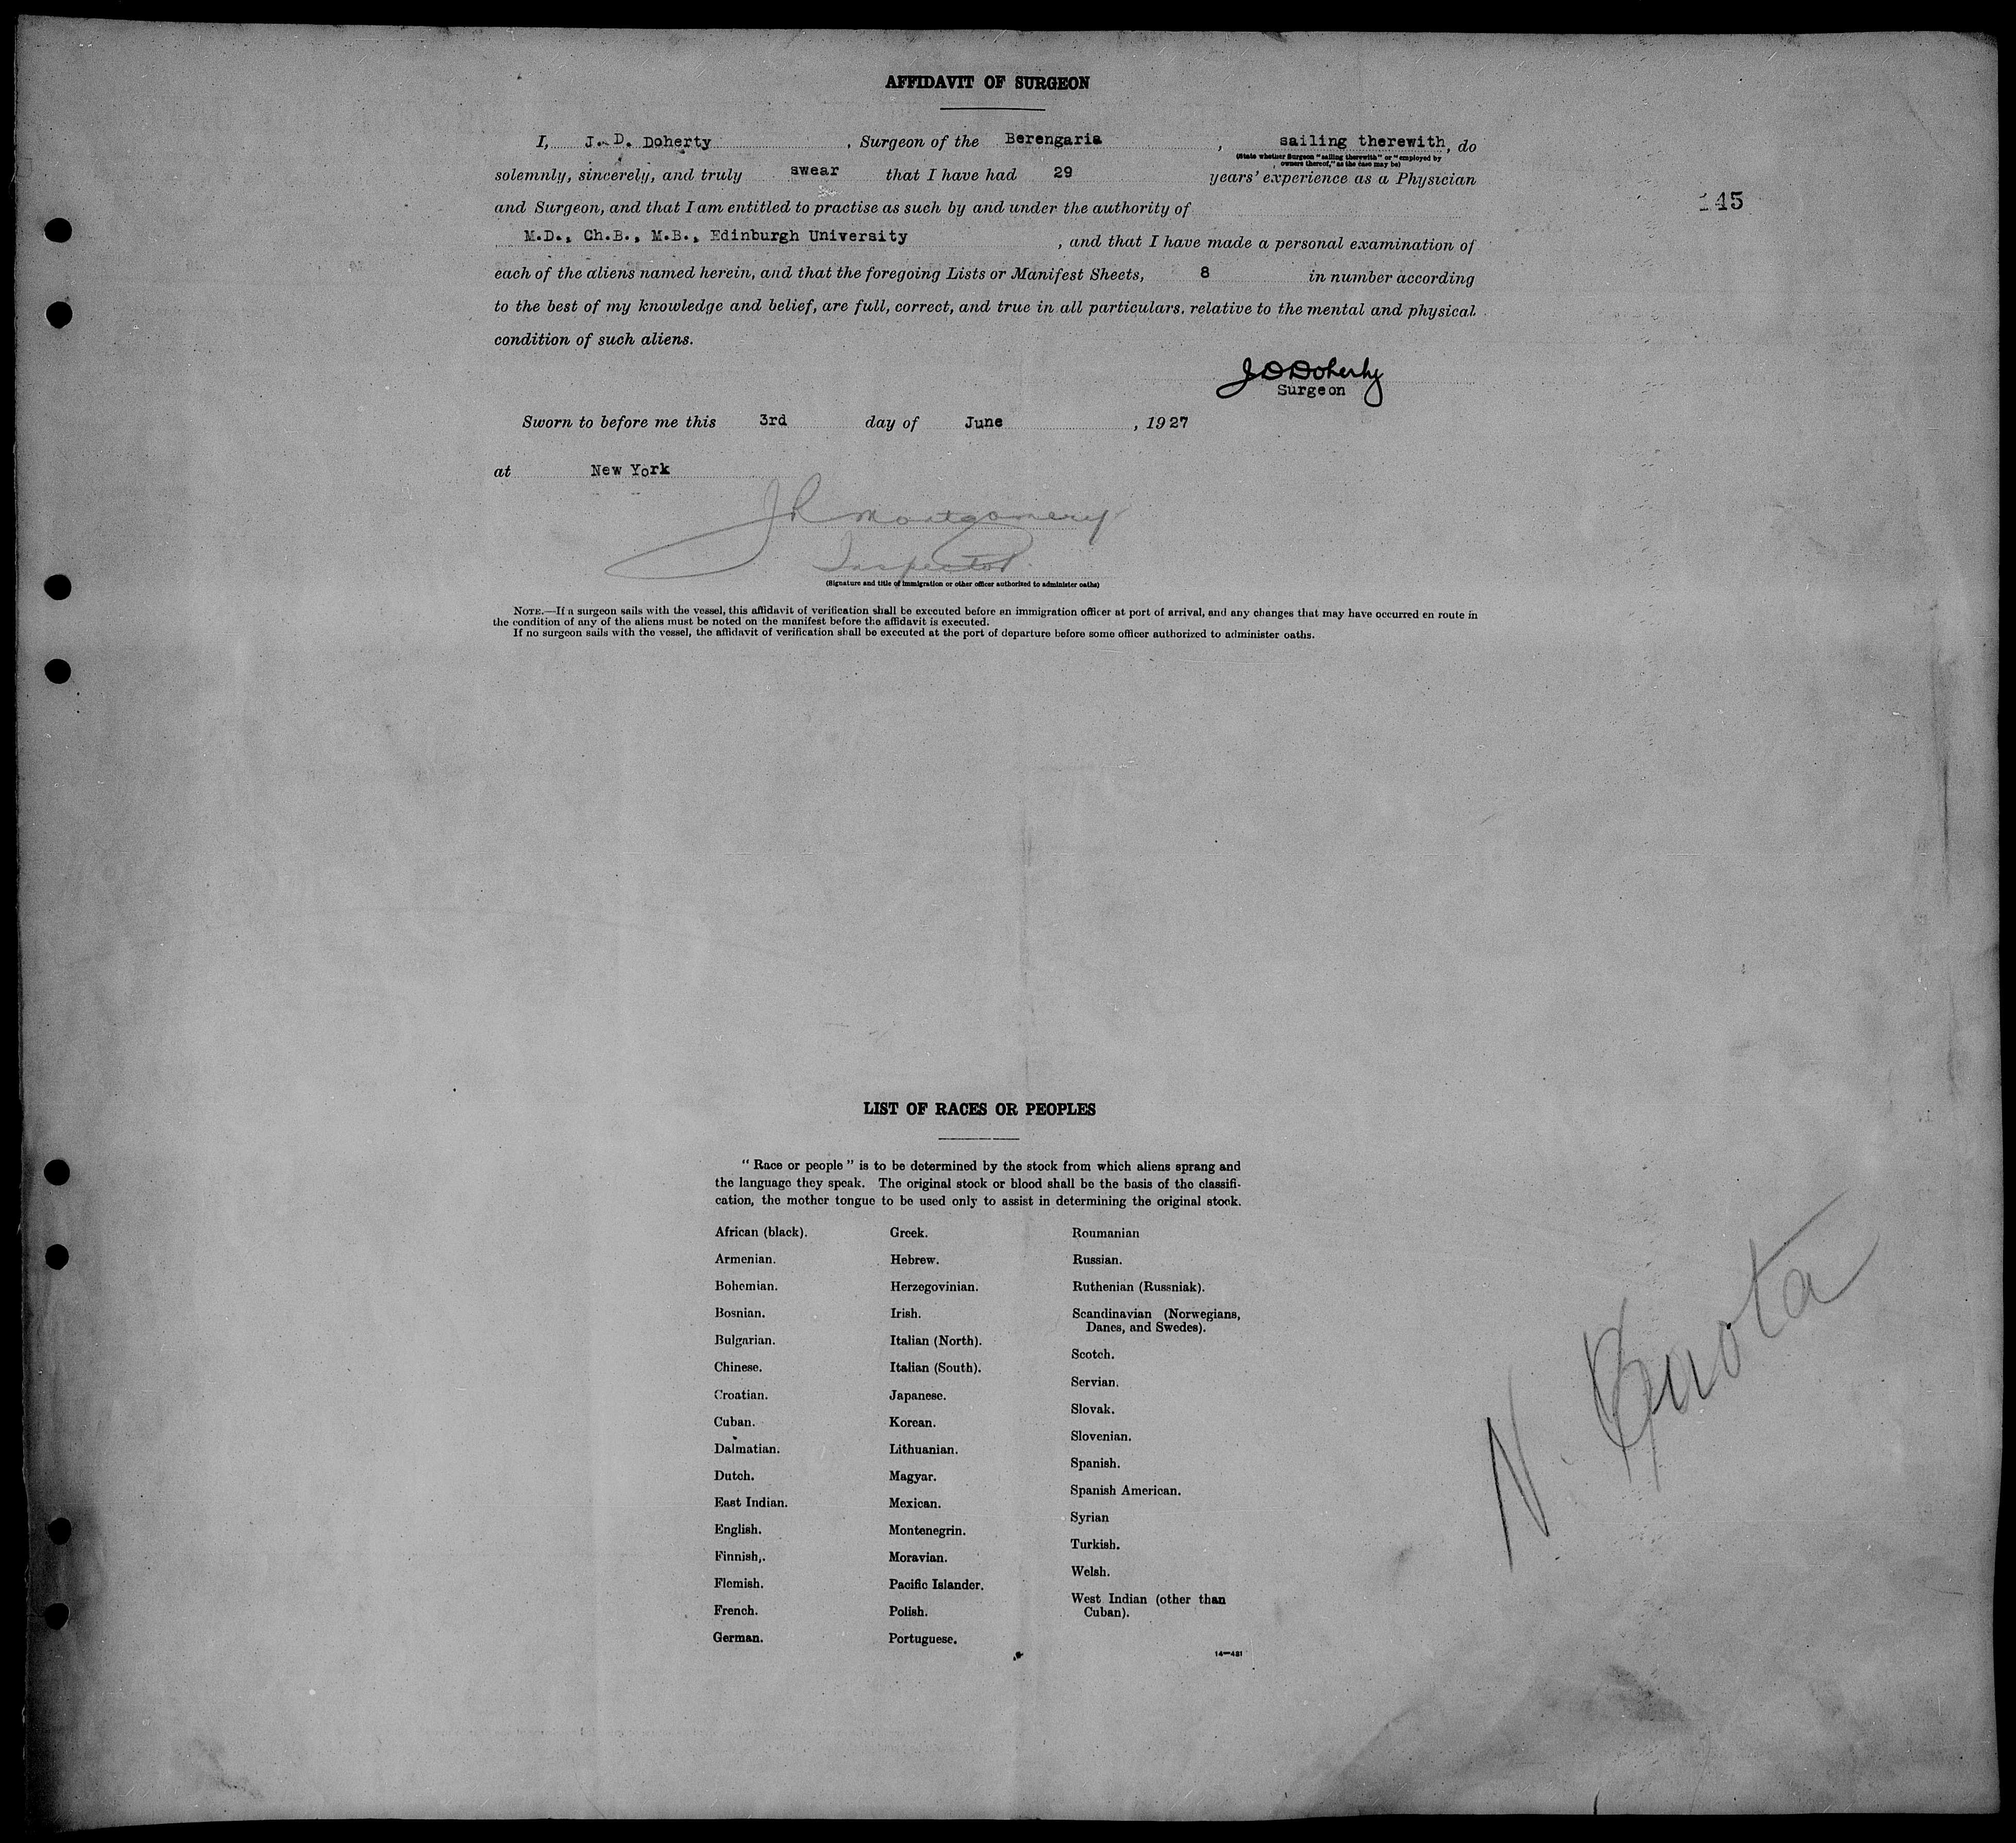 AFFIDAVIT OF SURGEON
I, J. D. Doherty , Surgeon of the Berengaria , sailing therewith, do
(State whether Surgeon "sailing therewith" or "employed by
owners thereof," as the case may be)
solemnly, sincerely, and truly swear that I have had 29 years' experience as a Physician
145
and Surgeon, and that I am entitled to practise as such by and under the authority of
M.D., Ch.B., M.B., Edinburgh University , and that I have made a personal examination of
each of the aliens named herein, and that the foregoing Lists or Manifest Sheets, 8 in number according
to the best of my knowledge and belief, are full, correct, and true in all particulars, relative to the mental and physical
condition of such aliens.
J D Doherty
Surgeon
Sworn to before me this 3rd day of June , 1927
at New York
J R Montgomery
Inspector.
(Signature and title of immigration or other officer authorized to administer oaths)
NOTE.—If a surgeon sails with the vessel, this affidavit of verification shall be executed before an immigration officer at port of arrival, and any changes that may have occurred en route in
the condition of any of the aliens must be noted on the manifest before the affidavit is executed.
If no surgeon sails with the vessel, the affidavit of verification shall be executed at the port of departure before some officer authorized to administer oaths.
LIST OF RACES OR PEOPLES
"Race or people" is to be determined by the stock from which aliens sprang and
the language they speak. The original stock or blood shall be the basis of the classifi-
cation, the mother tongue to be used only to assist in determining the original stock.
African (black).
Armenian.
Bohemian.
Bosnian.
Bulgarian.
Chinese.
Croatian.
Cuban.
Dalmatian.
Dutch.
East Indian.
English.
Finnish,.
Flemish.
French.
German.
Greek.
Hebrew.
Herzegovinian.
Irish.
Italian (North).
Italian (South).
Japanese.
Korean.
Lithuanian.
Magyar.
Mexican.
Montenegrin.
Moravian.
Pacific Islander.
Polish.
Portuguese.
Roumanian
Russian.
Ruthenian (Russniak).
Scandinavian (Norwegians,
Danes, and Swedes).
Scotch.
Servian.
Slovak.
Slovenian.
Spanish.
Spanish American.
Syrian
Turkish.
Welsh.
West Indian (other than
Cuban).
14—431
N. Quota